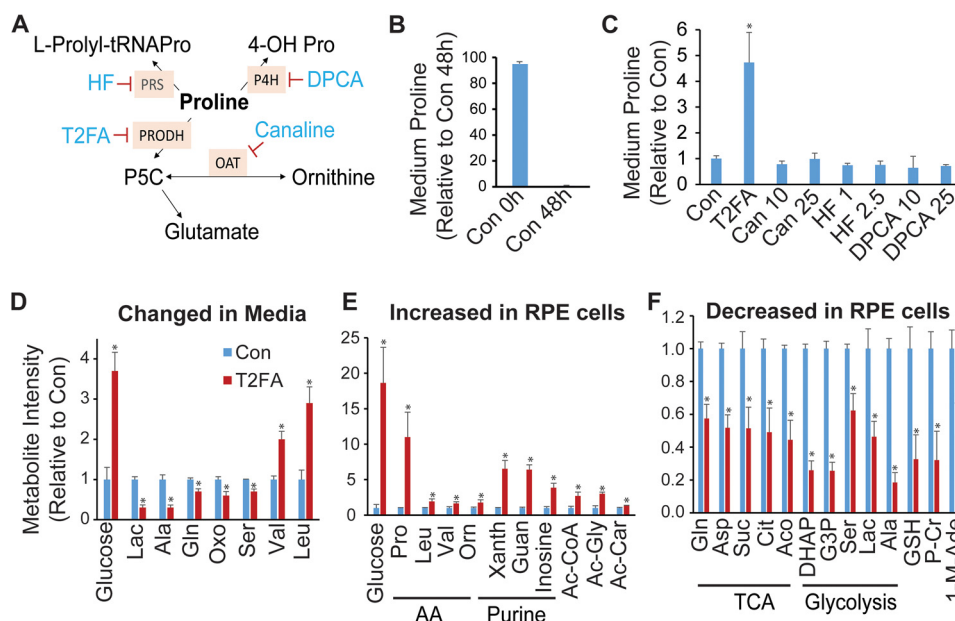 A
L-Prolyl-tRNAPro
4-OH Pro
HF
PRS
P4H
DPCA
Proline
T2FA
PRODH
Canaline
OAT
P5C
Ornithine
Glutamate
B
Medium Proline
(Relative to Con 48h)
100
80
60
40
20
0
Con 0h
Con 48h
C
Medium Proline
(Relative to Con)
6
5
4
3
2
1
0
*
Con
T2FA
Can 10
Can 25
HF 1
HF 2.5
DPCA 10
DPCA 25
D
Changed in Media
Metabolite Intensity
(Relative to Con)
4
2
0
Con
T2FA
* * * * * * * *
Glucose
Lac
Ala
Gln
Oxo
Ser
Val
Leu
E
Increased in RPE cells
25
20
15
10
5
0
* * * * * * * * * * *
Glucose
Pro
Leu
Val
Orn
Xanth
Guan
Inosine
Ac-CoA
Ac-Gly
Ac-Car
AA
Purine
F
Decreased in RPE cells
1.2
1.0
0.8
0.6
0.4
0.2
0.0
* * * * * * * * * * * *
Gln
Asp
Suc
Cit
Aco
DHAP
G3P
Ser
Lac
Ala
GSH
P-Cr
TCA
Glycolysis